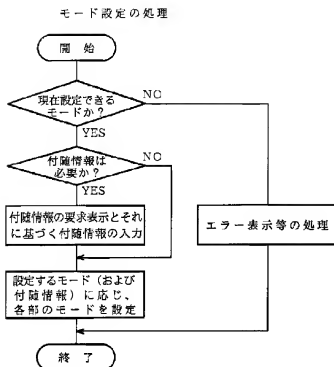 モード設定の処理
開始
現在設定できる
モードか?
NO
YES
付随情報は
必要か?
NO
YES
付随情報の要求表示とそれ
に基づく付随情報の入力
エラー表示等の処理
設定するモード(および
付随情報)に応じ、
各部のモードを設定
終了